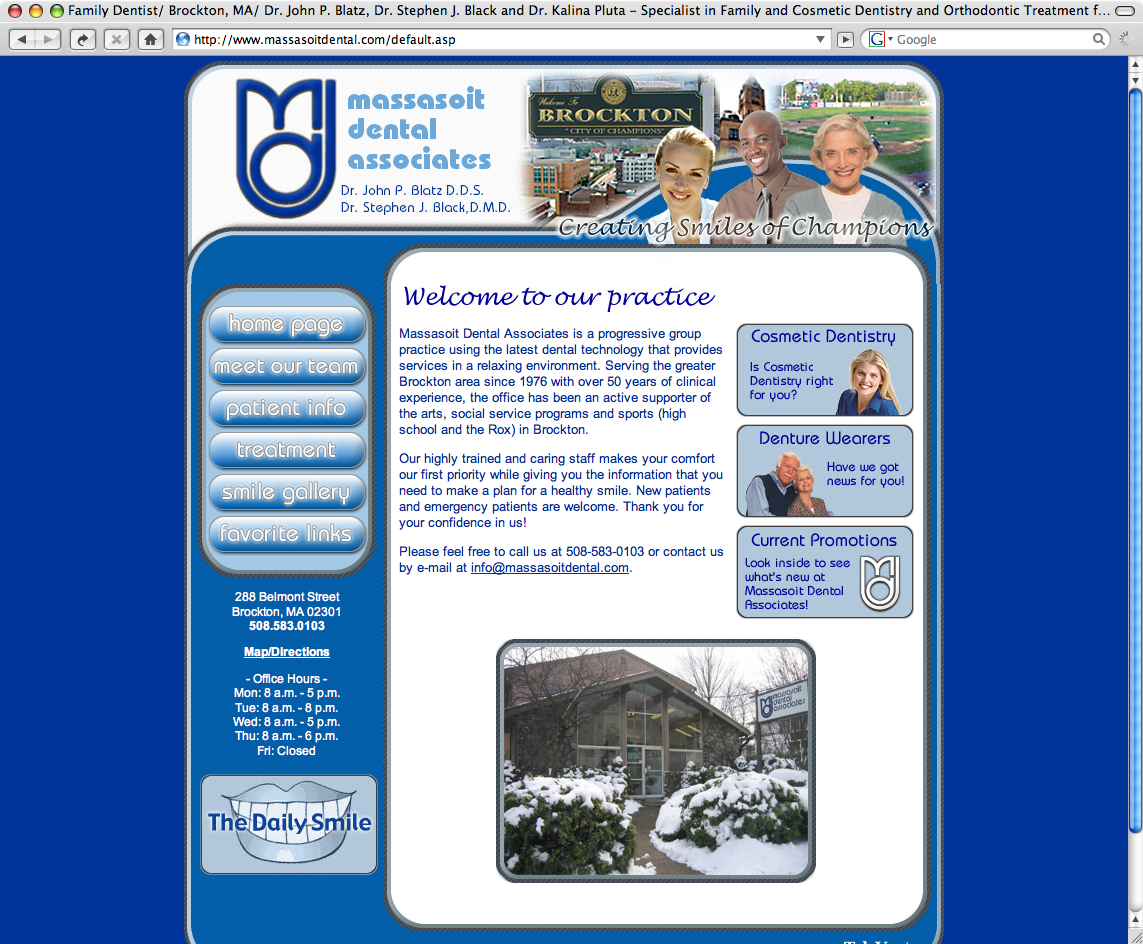 Family Dentist/ Brockton, MA/ Dr. John P. Blatz, Dr. Stephen J. Black and Dr. Kalina Pluta – Specialist in Family and Cosmetic Dentistry and Orthodontic Treatment f...
http://www.massasoitdental.com/default.asp
Google
massasoit
dental
associates
Dr. John P. Blatz D.D.S.
Dr. Stephen J. Black,D.M.D.
Welcome To
BROCKTON
"CITY OF CHAMPIONS"
Creating Smiles of Champions
home page
meet our team
patient info
treatment
smile gallery
favorite links
288 Belmont Street
Brockton, MA 02301
508.583.0103
Map/Directions
- Office Hours -
Mon: 8 a.m. - 5 p.m.
Tue: 8 a.m. - 8 p.m.
Wed: 8 a.m. - 5 p.m.
Thu: 8 a.m. - 6 p.m.
Fri: Closed
The Daily Smile
Welcome to our practice
Massasoit Dental Associates is a progressive group
practice using the latest dental technology that provides
services in a relaxing environment. Serving the greater
Brockton area since 1976 with over 50 years of clinical
experience, the office has been an active supporter of
the arts, social service programs and sports (high
school and the Rox) in Brockton.
Our highly trained and caring staff makes your comfort
our first priority while giving you the information that you
need to make a plan for a healthy smile. New patients
and emergency patients are welcome. Thank you for
your confidence in us!
Please feel free to call us at 508-583-0103 or contact us
by e-mail at info@massasoitdental.com.
Cosmetic Dentistry
Is Cosmetic
Dentistry right
for you?
Denture Wearers
Have we got
news for you!
Current Promotions
Look inside to see
what's new at
Massasoit Dental
Associates!
massasoit
dental
associates